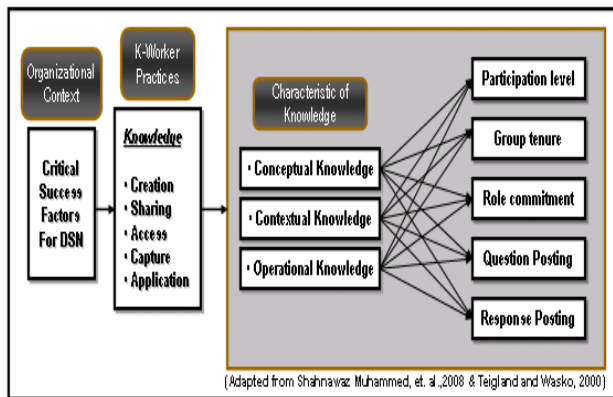 Organizational
Context
K-Worker
Practices
Critical
Success
Factors
For DSN
Knowledge
• Creation
• Sharing
• Access
• Capture
• Application
Characteristic of
Knowledge
• Conceptual Knowledge
• Contextual Knowledge
• Operational Knowledge
Participation level
Group tenure
Role commitment
Question Posting
Response Posting
(Adapted from Shahnawaz Muhammed, et. al.,2008 & Teigland and Wasko, 2000)